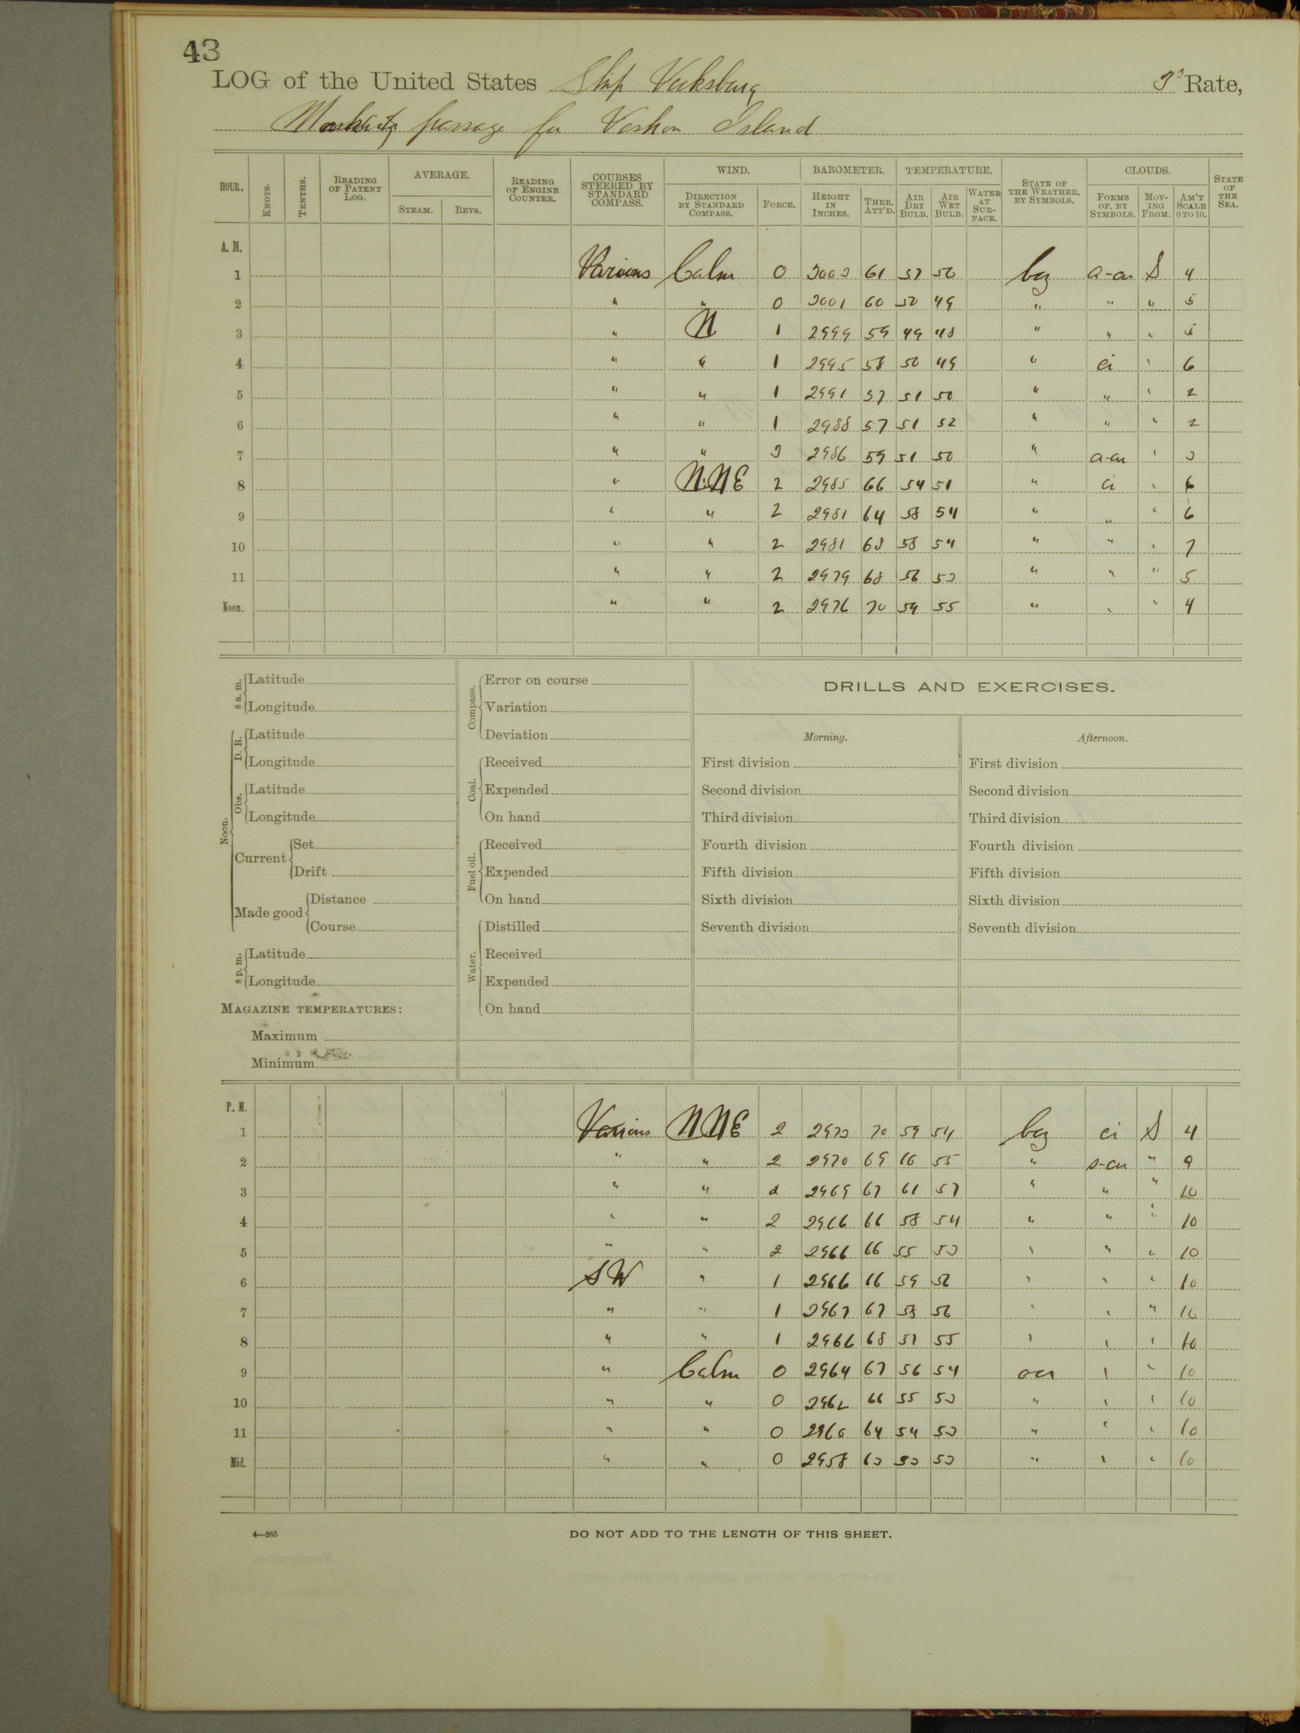 43
LOG of the United States Ship Vicksburg 3d Rate,
passage for Vashon Island
HOUR. KNOTS. TENTHS. READING OF PATENT LOG. AVERAGE. STEAM. REVS. READING OF ENGINE COUNTER. COURSES STEERED BY STANDARD COMPASS. WIND. DIRECTION BY STANDARD COMPASS. FORCE. BAROMETER. HEIGHT IN INCHES. THER. ATT'D. TEMPERATURE. AIR DRY BULB. AIR WET BULB. WATER AT SURFACE. STATE OF THE WEATHER, BY SYMBOLS. CLOUDS. FORMS OF, BY SYMBOLS. MOVING FROM. AM'T SCALE 0 TO 10. STATE OF THE SEA.
A. M.
1 Various Calm 0 3003 61 51 50 bcz a-cu S 4
2 " " 0 3001 60 50 49 " " " 5
3 " N 1 2999 59 49 48 " " " 5
4 " " 1 2995 58 50 49 " ci " 6
5 " " 1 2991 57 51 50 " " " 2
6 " " 1 2988 57 51 52 " " " 2
7 " " 3 2986 59 51 50 " a-cu " 3
8 " NNE 2 2985 66 54 51 " ci " 6
9 " " 2 2981 64 58 54 " " " 6
10 " " 2 2981 68 58 54 " " " 7
11 " " 2 2979 68 56 53 " " " 5
Noon. " " 2 2976 70 59 55 " " " 4
8 a. m. Latitude
Longitude
Noon. D. R. Latitude
Longitude
Obs. Latitude
Longitude
Current Set
Drift
Made good Distance
Course
8 p. m. Latitude
Longitude
MAGAZINE TEMPERATURES:
Maximum
Minimum
Compass. Error on course
Variation
Deviation
Coal. Received
Expended
On hand
Fuel oil. Received
Expended
On hand
Water. Distilled
Received
Expended
On hand
DRILLS AND EXERCISES.
Morning. Afternoon.
First division First division
Second division Second division
Third division Third division
Fourth division Fourth division
Fifth division Fifth division
Sixth division Sixth division
Seventh division Seventh division
P. M.
1 Various NNE 2 2973 70 59 54 bcz ci S 4
2 " " 2 2970 69 66 55 " s-cu " 9
3 " " 2 2969 67 61 57 " " " 10
4 " " 2 2966 66 58 54 " " " 10
5 " " 2 2966 66 55 53 " " " 10
6 SW " 1 2966 66 59 56 " " " 10
7 " " 1 2967 67 58 56 " " " 10
8 " " 1 2966 68 57 55 " " " 10
9 " Calm 0 2964 67 56 54 " " 10
10 " " 0 2962 66 55 53 " " " 10
11 " " 0 2960 64 54 53 " " " 10
Mid. " " 0 2958 63 53 53 " " " 10
4—265
DO NOT ADD TO THE LENGTH OF THIS SHEET.